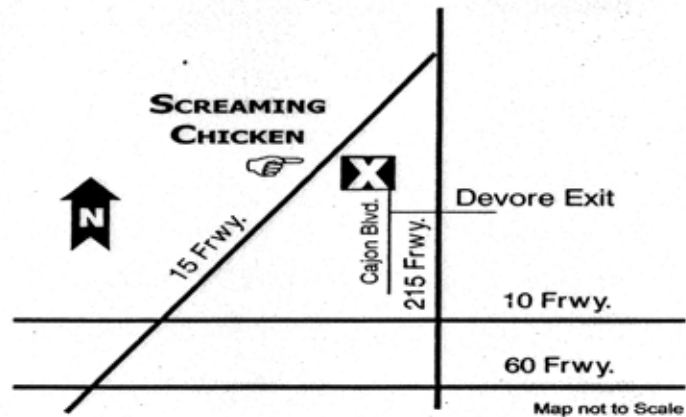 SCREAMING
CHICKEN
X
N
Devore Exit
15 Frwy.
Cajon Blvd.
215 Frwy.
10 Frwy.
60 Frwy.
Map not to Scale